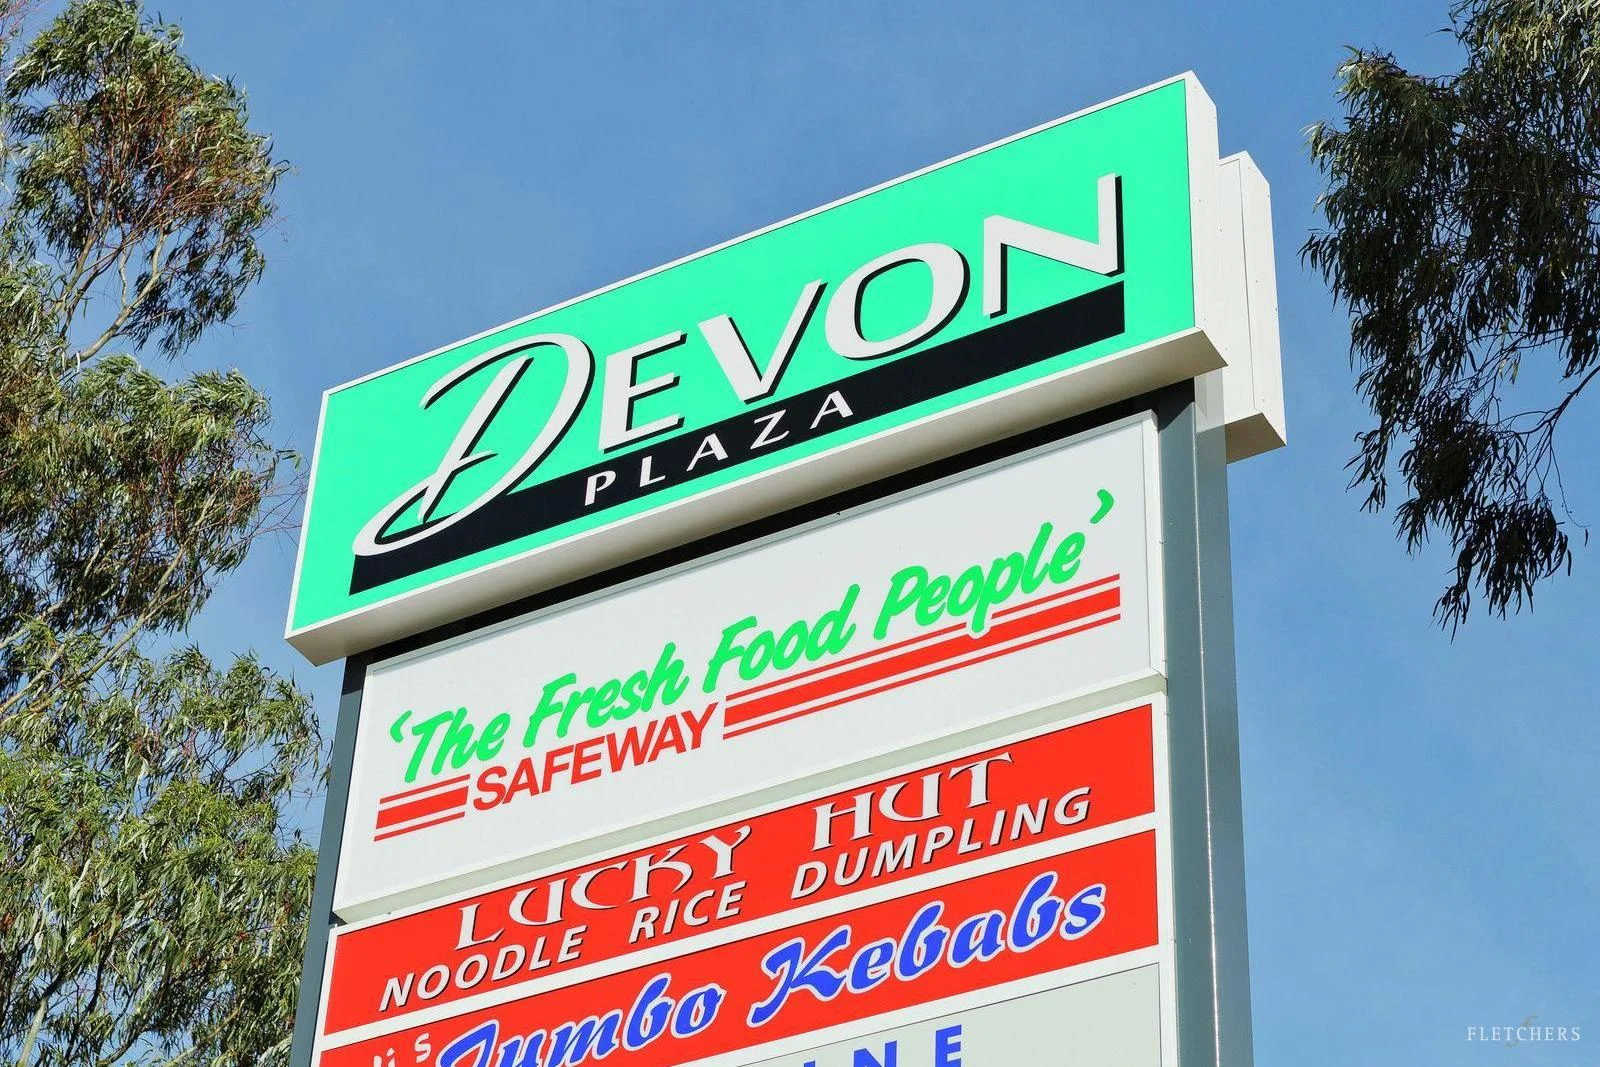 DEVON
PLAZA
‘The Fresh Food People’
SAFEWAY
LUCKY HUT
NOODLE RICE DUMPLING
Jumbo Kebabs
FLETCHERS